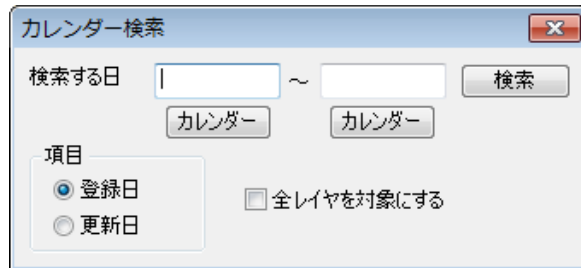 カレンダー検索
検索する日 ～ 検索
カレンダー カレンダー
項目
登録日
更新日
全レイヤを対象にする